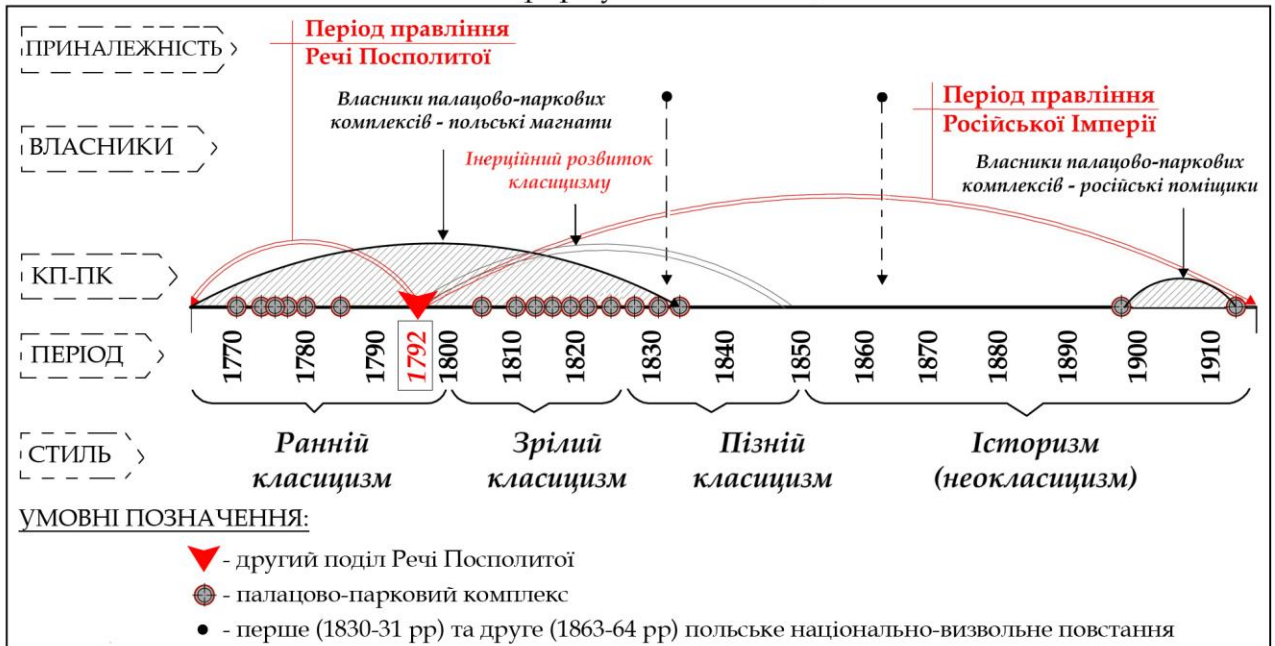 ПРИНАЛЕЖНІСТЬ
Період правління
Речі Посполитої
Власники палацово-паркових
комплексів - польські магнати
Період правління
Російської Імперії
ВЛАСНИКИ
Інерційний розвиток
класицизму
Власники палацово-паркових
комплексів - російські поміщики
КП-ПК
ПЕРІОД
1770
1780
1790
1792
1800
1810
1820
1830
1840
1850
1860
1870
1880
1890
1900
1910
СТИЛЬ
Ранній
класицизм
Зрілий
класицизм
Пізній
класицизм
Історизм
(неокласицизм)
УМОВНІ ПОЗНАЧЕННЯ:
- другий поділ Речі Посполитої
- палацово-парковий комплекс
- перше (1830-31 рр) та друге (1863-64 рр) польське національно-визвольне повстання